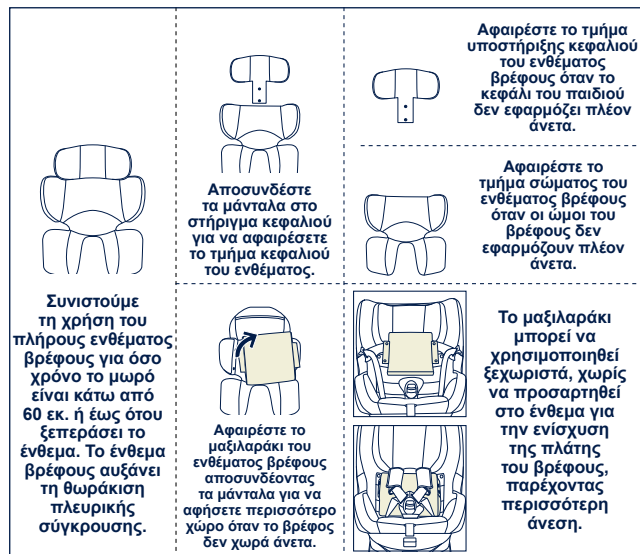 Συνιστούμε
τη χρήση του
πλήρους ενθέματος
βρέφους για όσο
χρόνο το μωρό
είναι κάτω από
60 εκ. ή έως ότου
ξεπεράσει το
ένθεμα. Το ένθεμα
βρέφους αυξάνει
τη θωράκιση
πλευρικής
σύγκρουσης.
Αποσυνδέστε
τα μάνταλα στο
στήριγμα κεφαλιού
για να αφαιρέσετε
το τμήμα κεφαλιού
του ενθέματος.
Αφαιρέστε το τμήμα
υποστήριξης κεφαλιού
του ενθέματος
βρέφους όταν το
κεφάλι του παιδιού
δεν εφαρμόζει πλέον
άνετα.
Αφαιρέστε το
τμήμα σώματος του
ενθέματος βρέφους
όταν οι ώμοι του
βρέφους δεν
εφαρμόζουν πλέον
άνετα.
Αφαιρέστε το
μαξιλαράκι του
ενθέματος βρέφους
αποσυνδέοντας
τα μάνταλα για να
αφήσετε περισσότερο
χώρο όταν το βρέφος
δεν χωρά άνετα.
Το μαξιλαράκι
μπορεί να
χρησιμοποιηθεί
ξεχωριστά, χωρίς
να προσαρτηθεί
στο ένθεμα για
την ενίσχυση
της πλάτης
του βρέφους,
παρέχοντας
περισσότερη
άνεση.